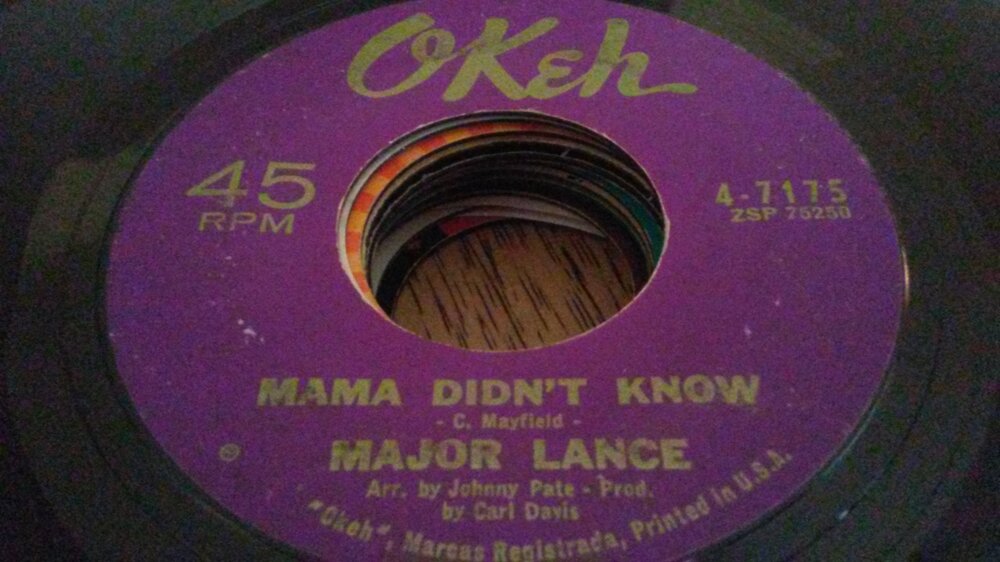 OKeh
45
RPM
4-7175
ZSP 75250
MAMA DIDN'T KNOW
- C. Mayfield -
MAJOR LANCE
Arr. by Johnny Pate - Prod.
by Carl Davis
"Okeh", Marcas Registrada, Printed in U.S.A.